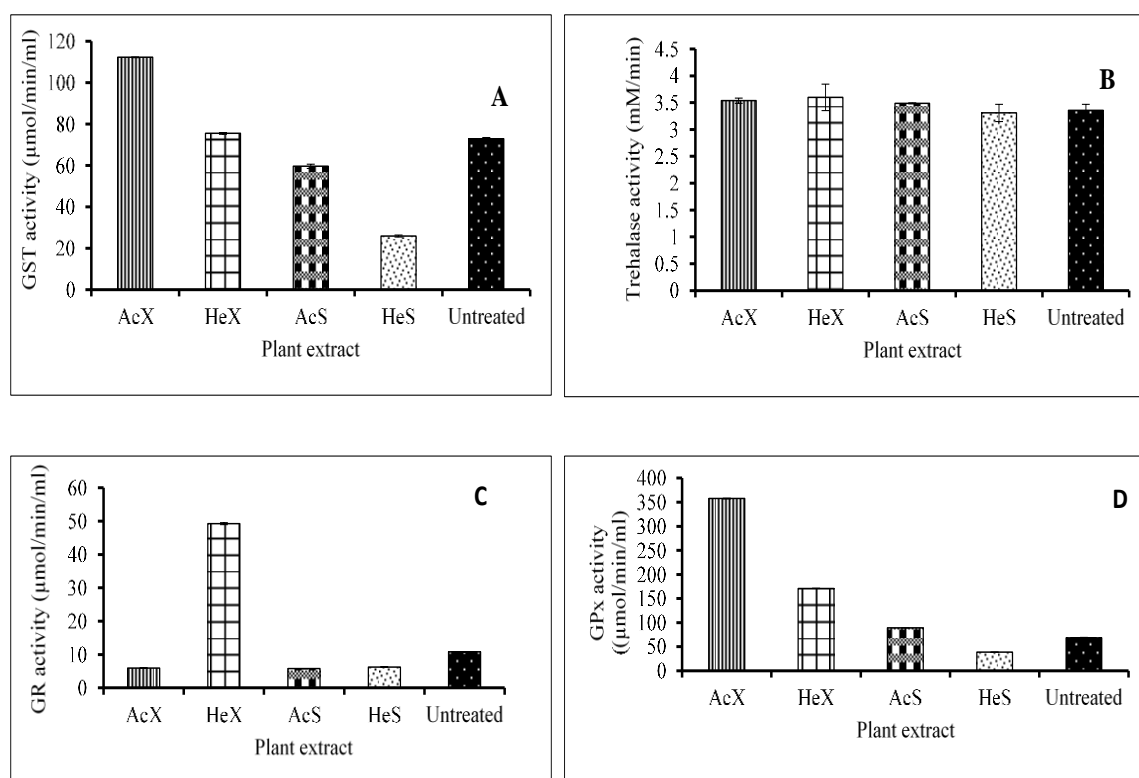 A
GST activity (µmol/min/ml)
120
100
80
60
40
20
0
AcX HeX AcS HeS Untreated
Plant extract
B
Trehalase activity (mM/min)
4.5
4
3.5
3
2.5
2
1.5
1
0.5
0
AcX HeX AcS HeS Untreated
Plant extract
C
GR activity (µmol/min/ml)
60
50
40
30
20
10
0
AcX HeX AcS HeS Untreated
Plant extract
D
GPx activity
((µmol/min/ml)
400
350
300
250
200
150
100
50
0
AcX HeX AcS HeS Untreated
Plant extract